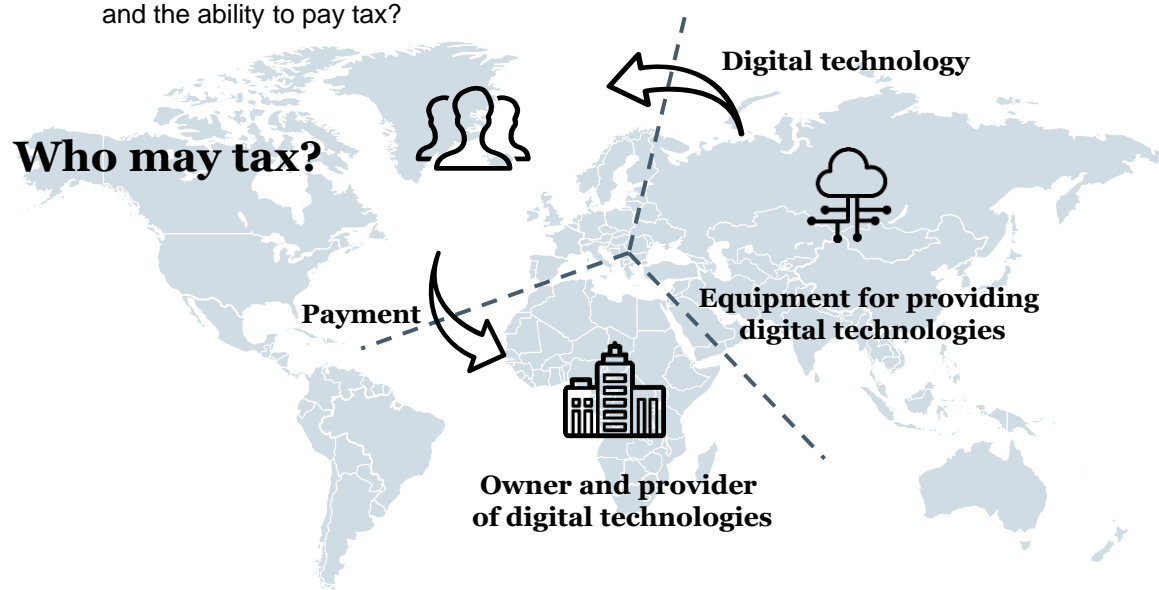 and the ability to pay tax?
Digital technology
Who may tax?
Payment
Equipment for providing
digital technologies
Owner and provider
of digital technologies